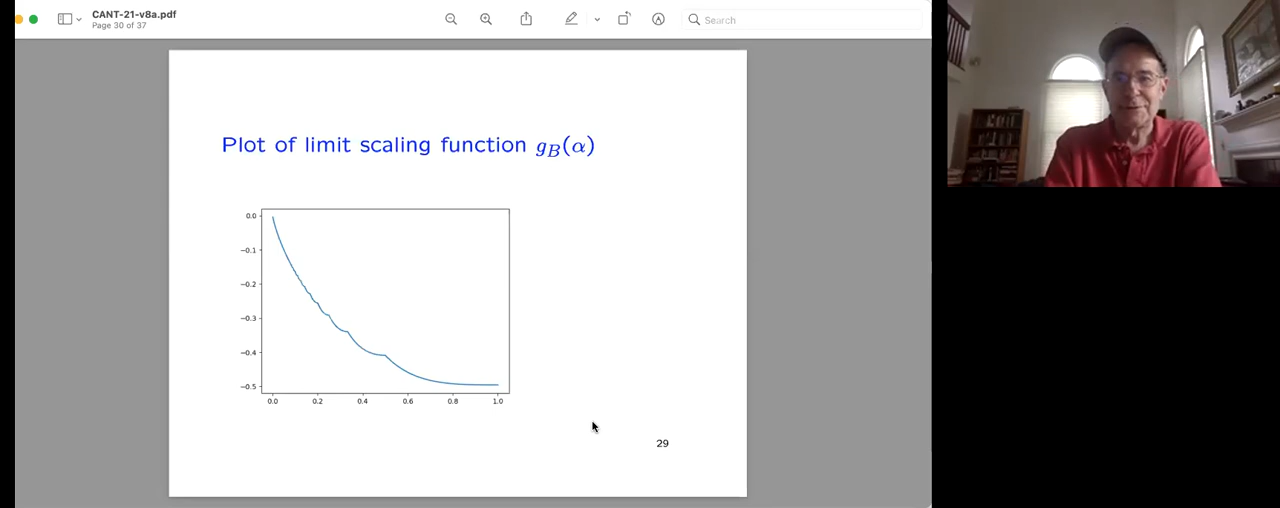 CANT-21-v8a.pdf
Page 30 of 37
Search
Plot of limit scaling function g_B(α)
0.0
−0.1
−0.2
−0.3
−0.4
−0.5
0.0 0.2 0.4 0.6 0.8 1.0
29